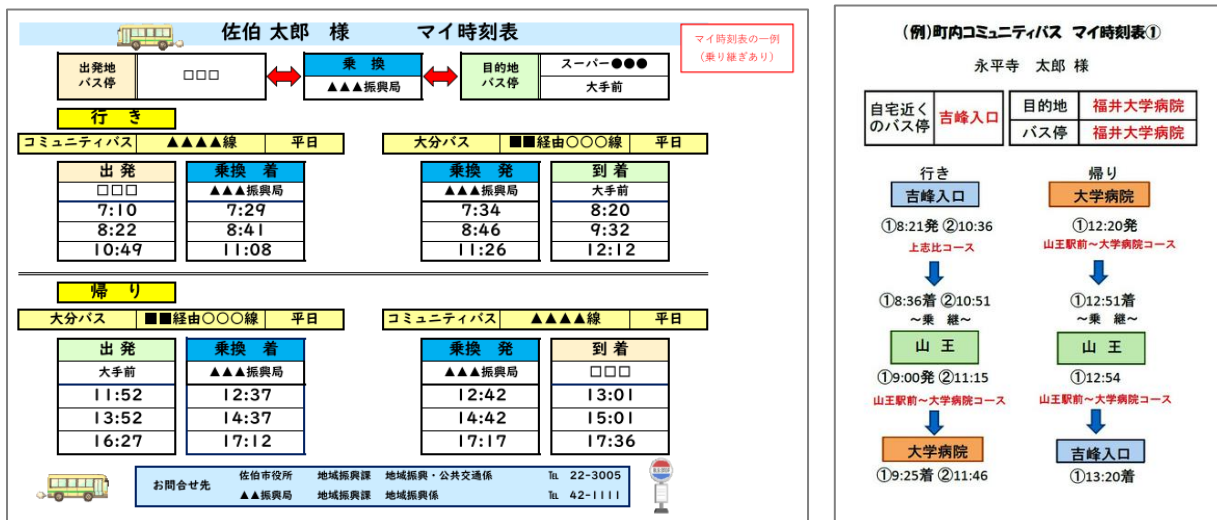 佐伯 太郎 様 マイ時刻表
マイ時刻表の一例
(乗り継ぎあり)
出発地
バス停
□□□
乗 換
▲▲▲振興局
目的地
バス停
スーパー●●●
大手前
行 き
コミュニティバス ▲▲▲▲線 平日
大分バス ■■経由○○○線 平日
出 発 乗換 着 乗換 発 到 着
□□□ ▲▲▲振興局 ▲▲▲振興局 大手前
7:10 7:29 7:34 8:20
8:22 8:41 8:46 9:32
10:49 11:08 11:26 12:12
帰 り
大分バス ■■経由○○○線 平日
コミュニティバス ▲▲▲▲線 平日
出 発 乗換 着 乗換 発 到 着
大手前 ▲▲▲振興局 ▲▲▲振興局 □□□
11:52 12:37 12:42 13:01
13:52 14:37 14:42 15:01
16:27 17:12 17:17 17:36
お問合せ先
佐伯市役所 地域振興課 地域振興・公共交通係 ℡ 22-3005
▲▲振興局 地域振興課 地域振興係 ℡ 42-1111
(例)町内コミュニティバス マイ時刻表①
永平寺 太郎 様
自宅近く
のバス停
吉峰入口
目的地 福井大学病院
バス停 福井大学病院
行き
吉峰入口
①8:21発 ②10:36
上志比コース
①8:36着 ②10:51
~乗 継~
山 王
①9:00発 ②11:15
山王駅前~大学病院コース
大学病院
①9:25着 ②11:46
帰り
大学病院
①12:20発
山王駅前~大学病院コース
①12:51着
~乗 継~
山 王
①12:54
山王駅前~大学病院コース
吉峰入口
①13:20着